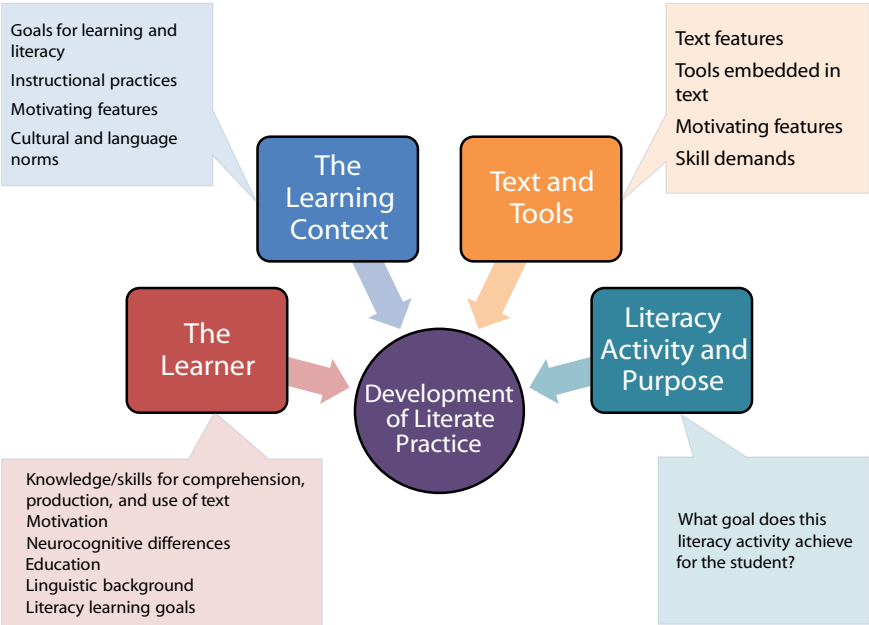 Goals for learning and
literacy
Instructional practices
Motivating features
Cultural and language
norms
Text features
Tools embedded in
text
Motivating features
Skill demands
The
Learning
Context
Text and
Tools
The
Learner
Literacy
Activity and
Purpose
Development
of Literate
Practice
Knowledge/skills for comprehension,
production, and use of text
Motivation
Neurocognitive differences
Education
Linguistic background
Literacy learning goals
What goal does this
literacy activity achieve
for the student?